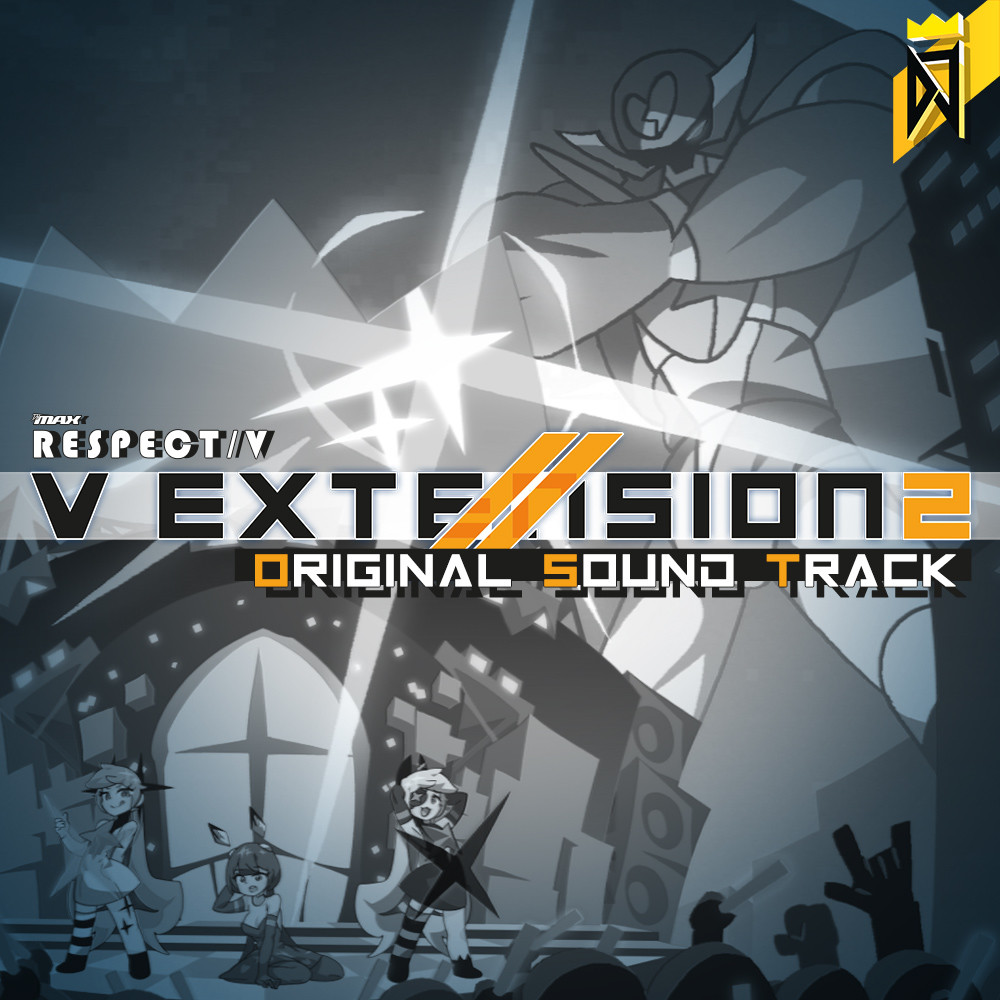 DJMAX
RESPECT/V
V EXTENSION2
ORIGINAL SOUND TRACK